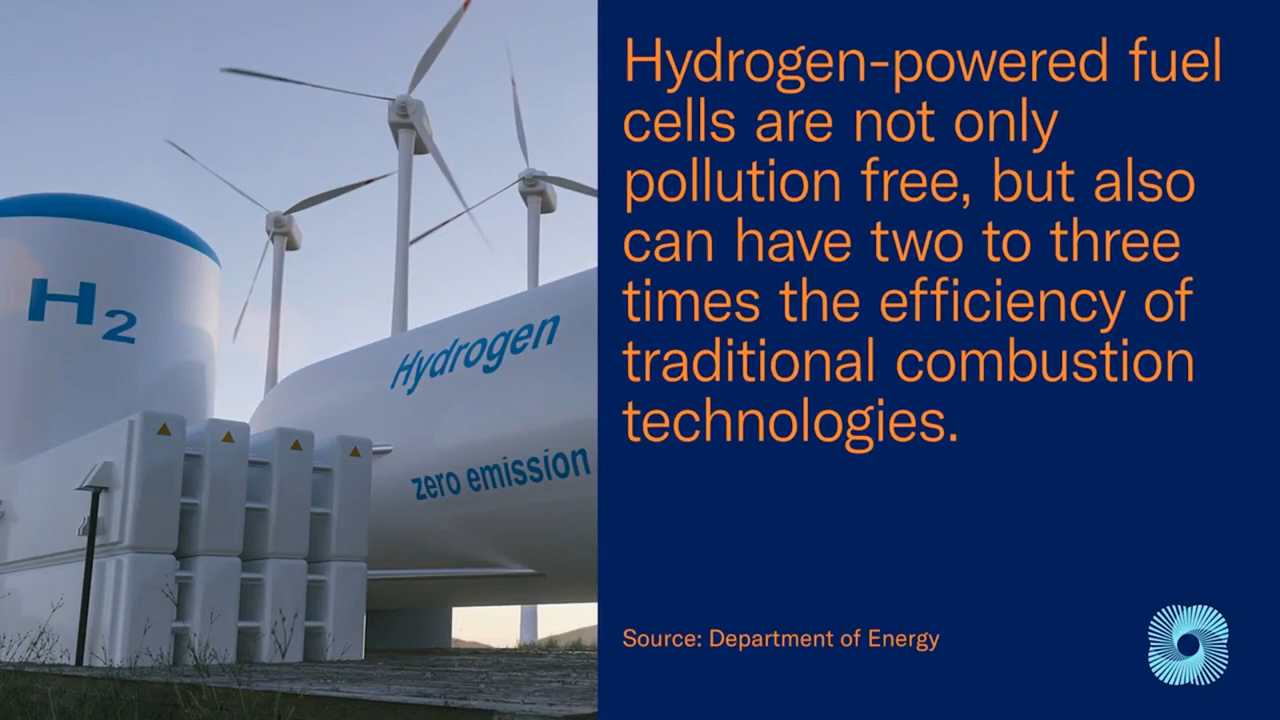 H2
Hydrogen
zero emission
Hydrogen-powered fuel
cells are not only
pollution free, but also
can have two to three
times the efficiency of
traditional combustion
technologies.
Source: Department of Energy